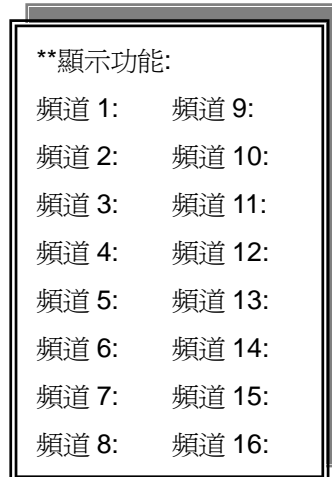 **顯示功能:
頻道 1: 頻道 9:
頻道 2: 頻道 10:
頻道 3: 頻道 11:
頻道 4: 頻道 12:
頻道 5: 頻道 13:
頻道 6: 頻道 14:
頻道 7: 頻道 15:
頻道 8: 頻道 16: